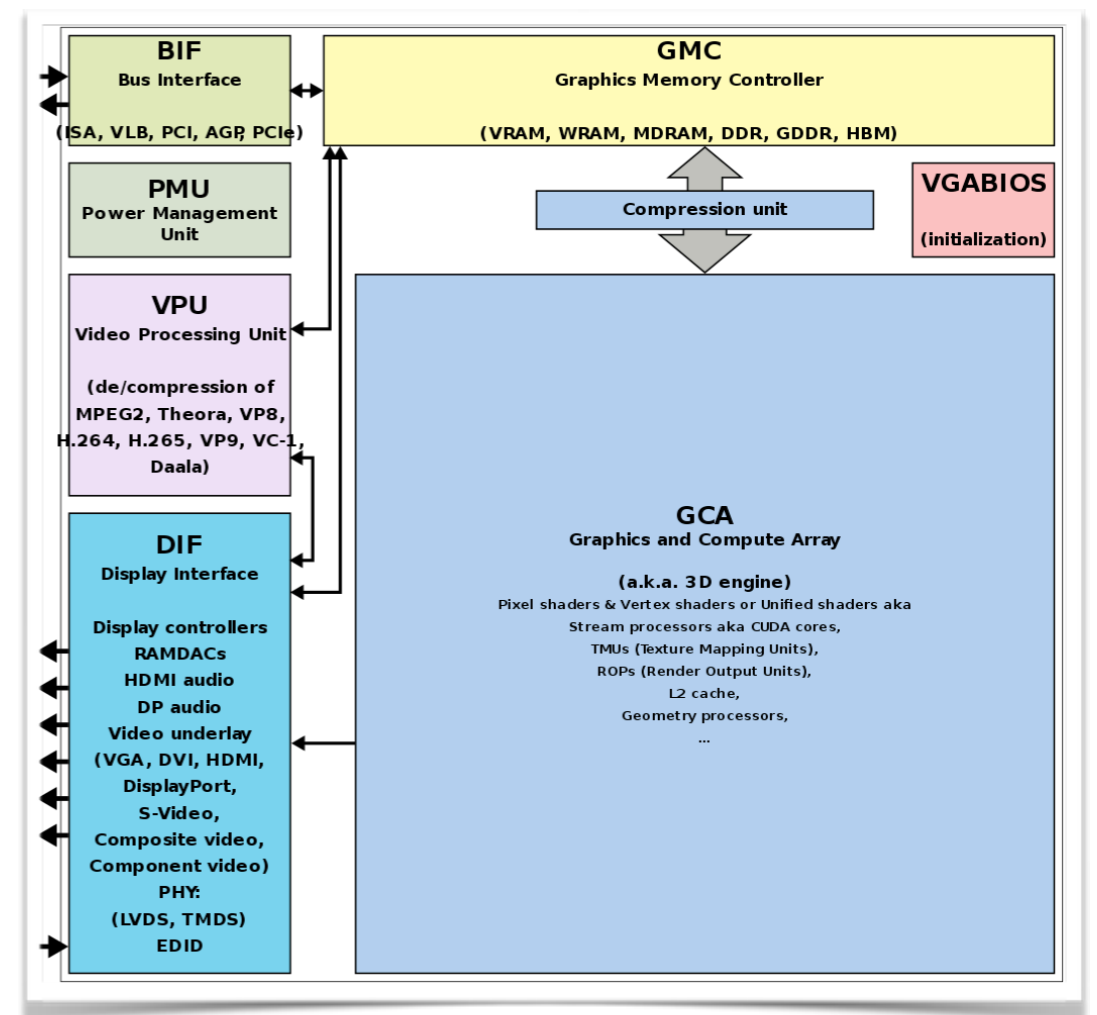 BIF
Bus Interface
(ISA, VLB, PCI, AGP, PCIe)
GMC
Graphics Memory Controller
(VRAM, WRAM, MDRAM, DDR, GDDR, HBM)
PMU
Power Management
Unit
Compression unit
VGABIOS
(initialization)
VPU
Video Processing Unit
(de/compression of
MPEG2, Theora, VP8,
H.264, H.265, VP9, VC-1,
Daala)
DIF
Display Interface
Display controllers
RAMDACs
HDMI audio
DP audio
Video underlay
(VGA, DVI, HDMI,
DisplayPort,
S-Video,
Composite video,
Component video)
PHY:
(LVDS, TMDS)
EDID
GCA
Graphics and Compute Array
(a.k.a. 3D engine)
Pixel shaders & Vertex shaders or Unified shaders aka
Stream processors aka CUDA cores,
TMUs (Texture Mapping Units),
ROPs (Render Output Units),
L2 cache,
Geometry processors,
...